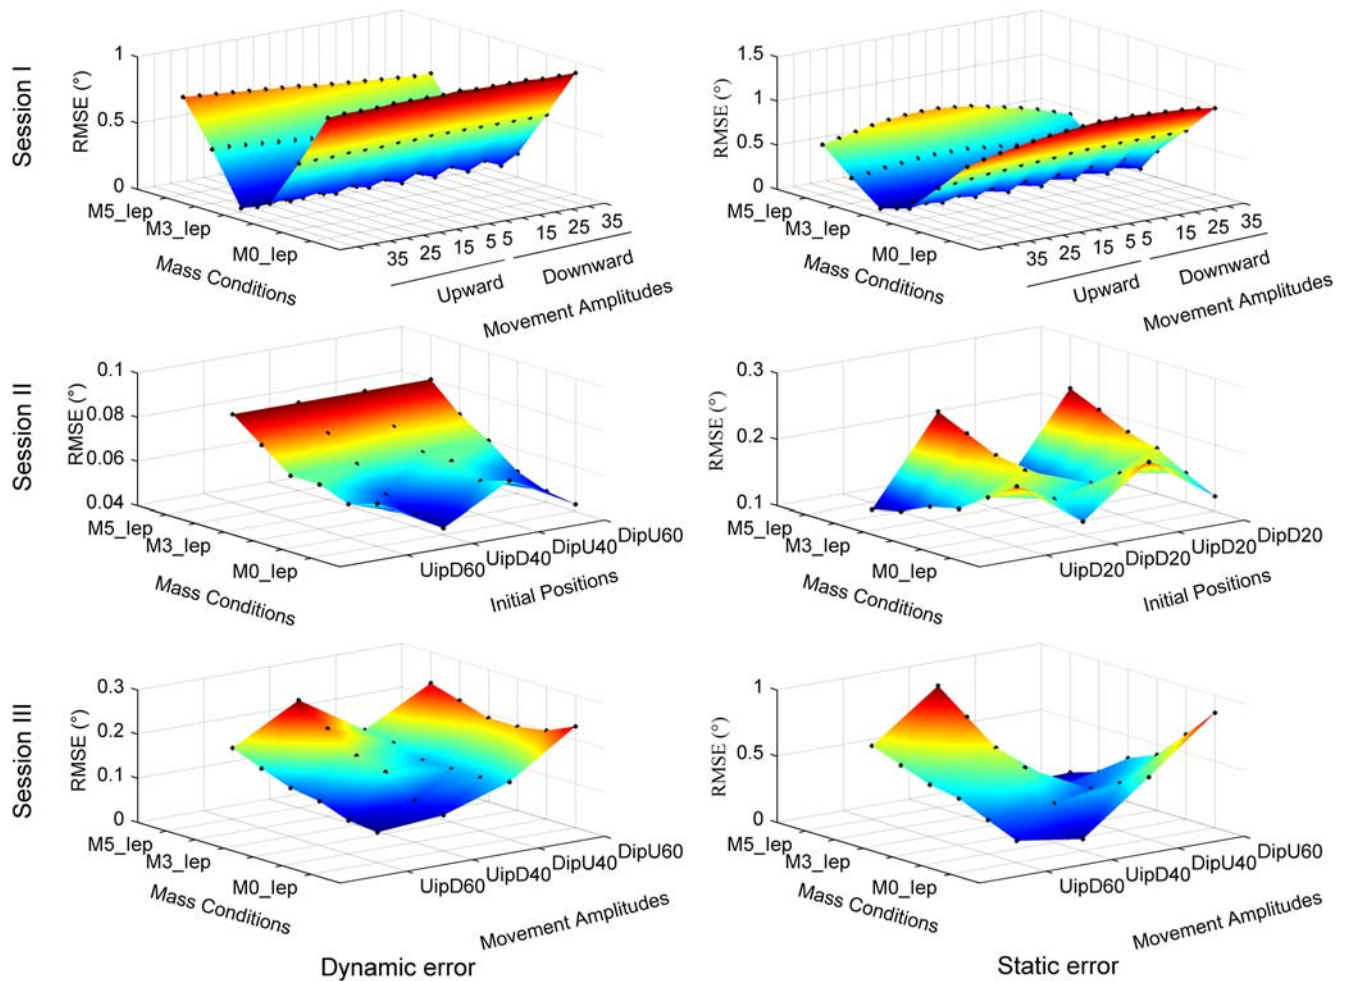 Session I
RMSE (°)
1
0.5
0
M5_lep
M3_lep
M0_lep
Mass Conditions
35 25 15 5 5 15 25 35
Upward
Downward
Movement Amplitudes
RMSE (°)
1.5
1
0.5
0
M5_lep
M3_lep
M0_lep
Mass Conditions
35 25 15 5 5 15 25 35
Upward
Downward
Movement Amplitudes
Session II
RMSE (°)
0.1
0.08
0.06
0.04
M5_lep
M3_lep
M0_lep
Mass Conditions
UipD60 UipD40 DipU40 DipU60
Initial Positions
RMSE (°)
0.3
0.2
0.1
M5_lep
M3_lep
M0_lep
Mass Conditions
UipD20 DipD20 UipD20 DipD20
Initial Positions
Session III
RMSE (°)
0.3
0.2
0.1
0
M5_lep
M3_lep
M0_lep
Mass Conditions
UipD60 UipD40 DipU40 DipU60
Movement Amplitudes
RMSE (°)
1
0.5
0
M5_lep
M3_lep
M0_lep
Mass Conditions
UipD60 UipD40 DipU40 DipU60
Movement Amplitudes
Dynamic error
Static error